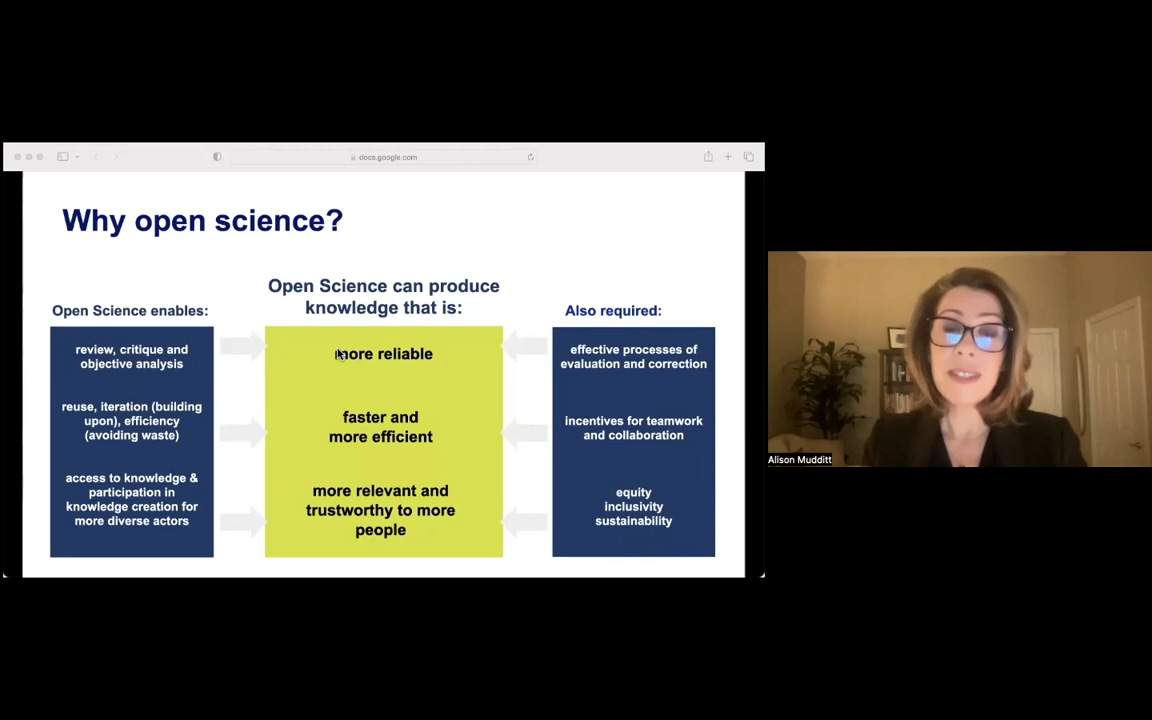 docs.google.com
Why open science?
Open Science enables:
review, critique and
objective analysis
reuse, iteration (building
upon), efficiency
(avoiding waste)
access to knowledge &
participation in
knowledge creation for
more diverse actors
Open Science can produce
knowledge that is:
more reliable
faster and
more efficient
more relevant and
trustworthy to more
people
Also required:
effective processes of
evaluation and correction
incentives for teamwork
and collaboration
equity
inclusivity
sustainability
Alison Mudditt